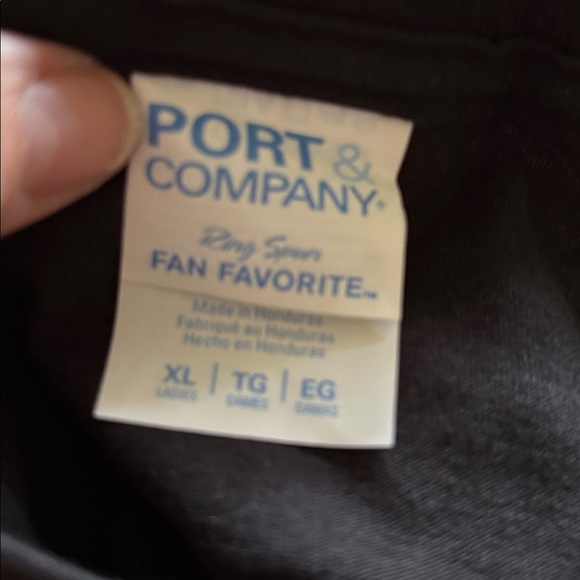 PORT &
COMPANY®
Ring Spun
FAN FAVORITE™
Made in Honduras
Fabriqué au Honduras
Hecho en Honduras
XL | TG | EG
LADIES DAMES DAMAS